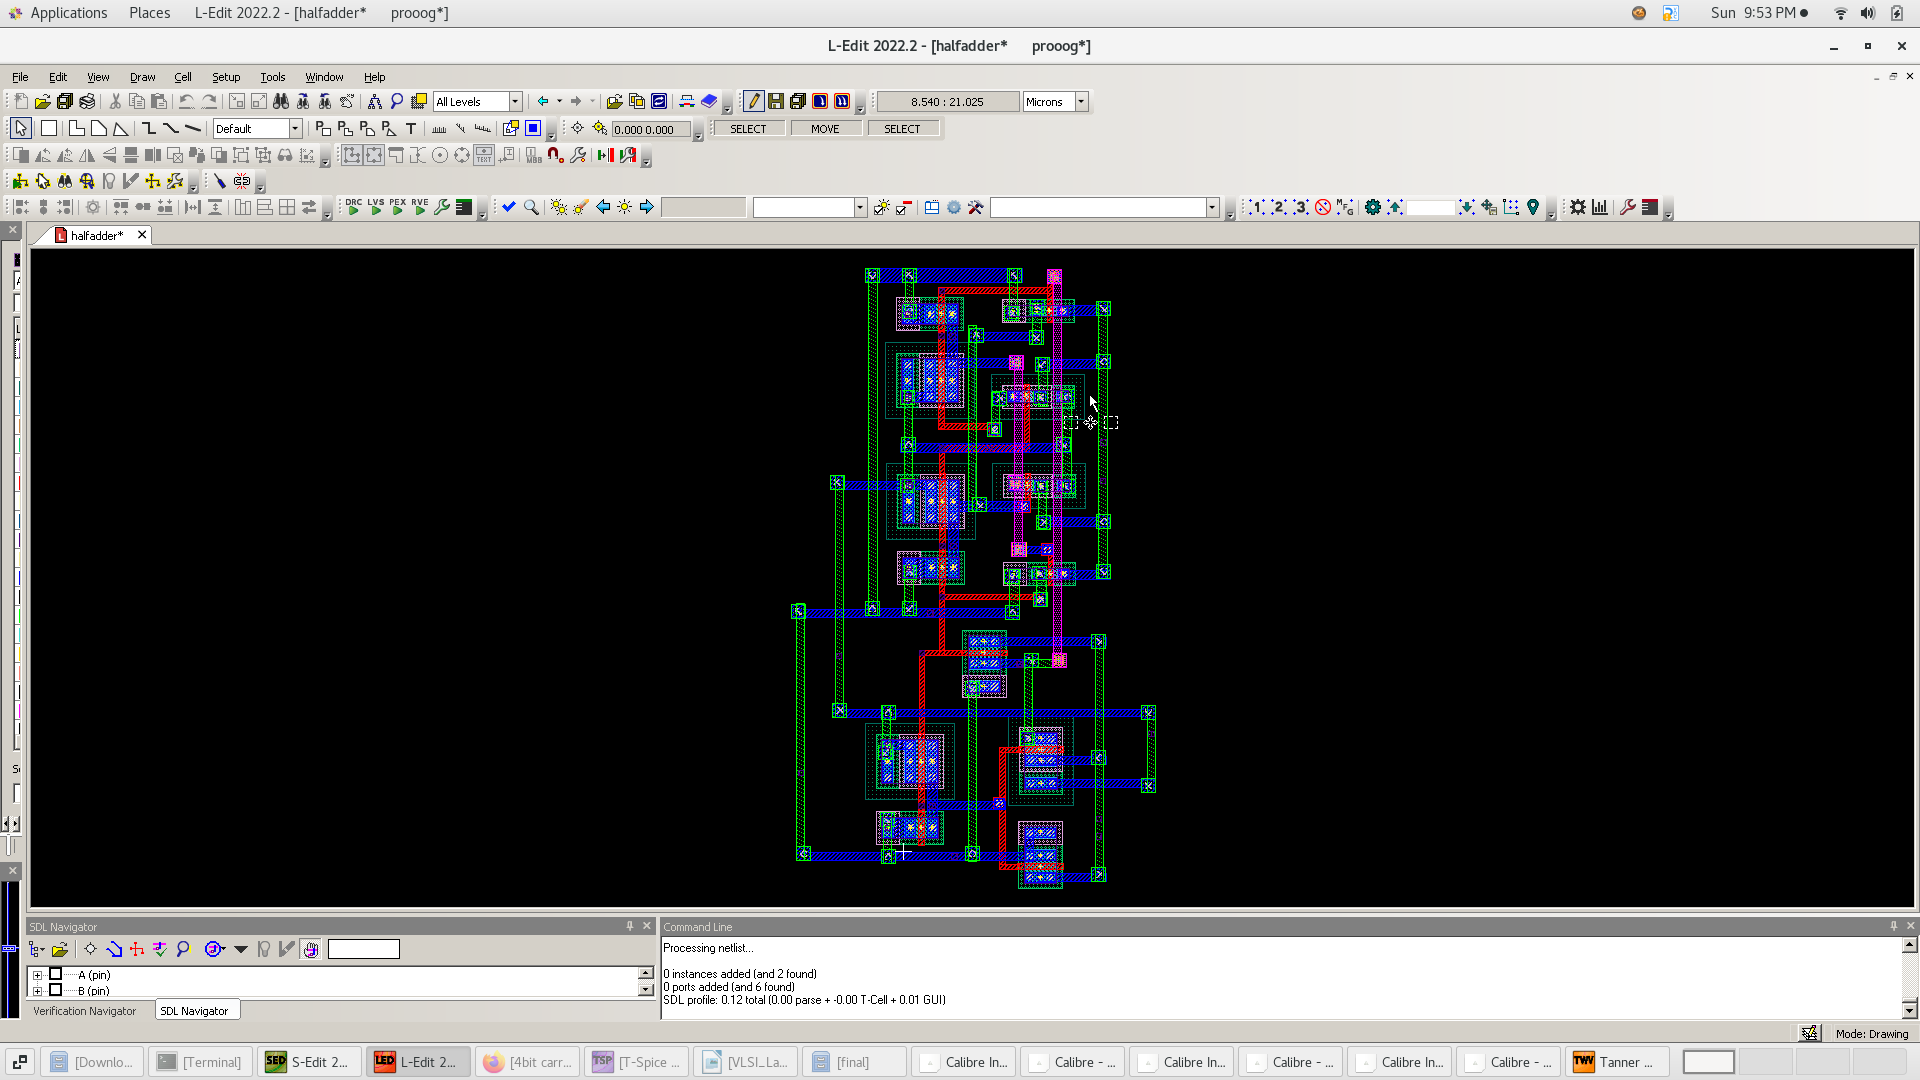 Applications Places L-Edit 2022.2 - [halfadder* prooog*] Sun 9:53 PM
L-Edit 2022.2 - [halfadder* prooog*]
File Edit View Draw Cell Setup Tools Window Help
All Levels 8.540 : 21.025 Microns
Default 0.000 0.000 SELECT MOVE SELECT
DRC LVS PEX RVE
halfadder*
SDL Navigator
A (pin)
B (pin)
Verification Navigator SDL Navigator
Command Line
Processing netlist...
0 instances added (and 2 found)
0 ports added (and 6 found)
SDL profile: 0.12 total (0.00 parse + -0.00 T-Cell + 0.01 GUI)
Mode: Drawing
[Downlo... [Terminal] S-Edit 2... L-Edit 2... [4bit carr... [T-Spice ... [VLSI_La... [final] Calibre In... Calibre - ... Calibre In... Calibre - ... Calibre In... Calibre - ... Tanner ...